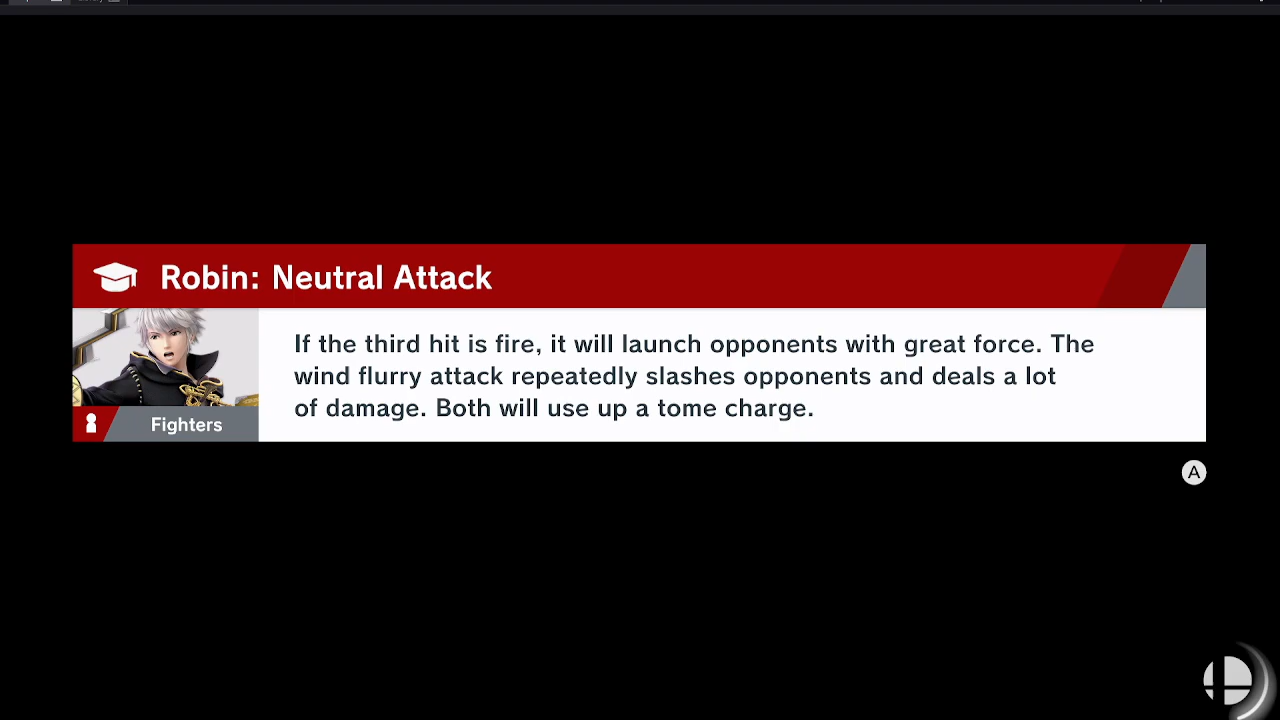 Robin: Neutral Attack
If the third hit is fire, it will launch opponents with great force. The
wind flurry attack repeatedly slashes opponents and deals a lot
of damage. Both will use up a tome charge.
Fighters
A